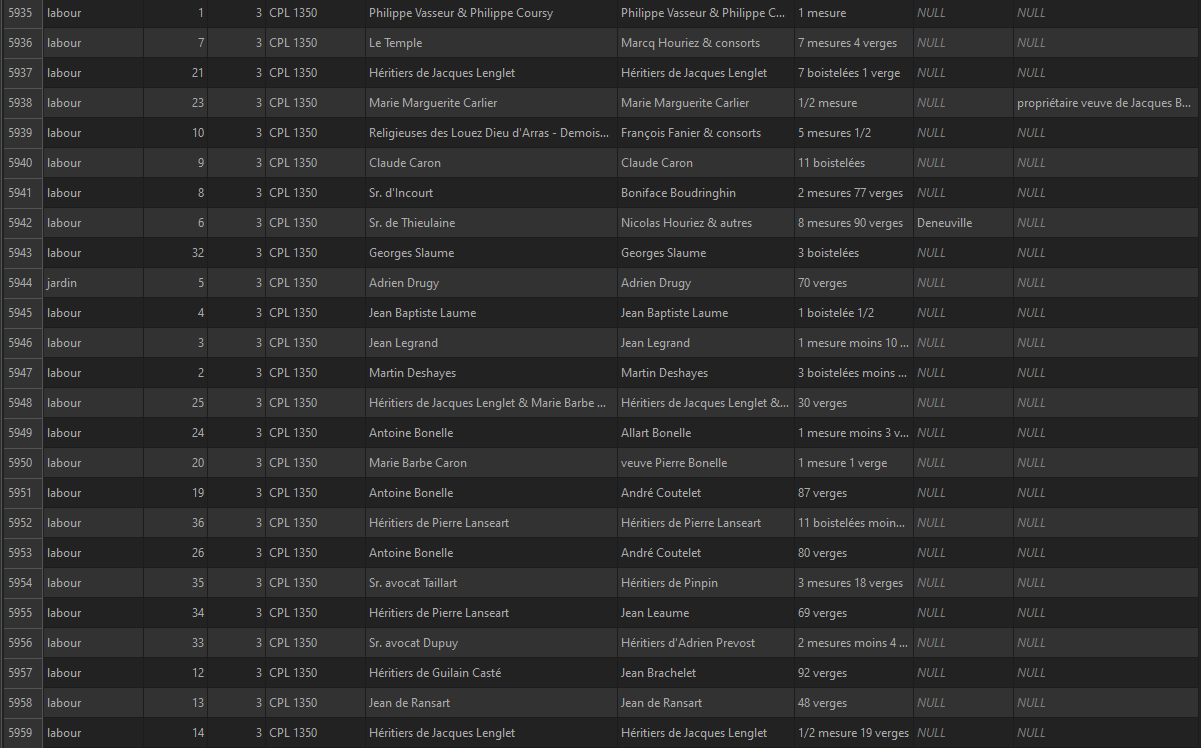 5935 labour 1 3 CPL 1350 Philippe Vasseur & Philippe Coursy Philippe Vasseur & Philippe C... 1 mesure NULL NULL
5936 labour 7 3 CPL 1350 Le Temple Marcq Houriez & consorts 7 mesures 4 verges NULL NULL
5937 labour 21 3 CPL 1350 Héritiers de Jacques Lenglet Héritiers de Jacques Lenglet 7 boistelées 1 verge NULL NULL
5938 labour 23 3 CPL 1350 Marie Marguerite Carlier Marie Marguerite Carlier 1/2 mesure NULL propriétaire veuve de Jacques B...
5939 labour 10 3 CPL 1350 Religieuses des Louez Dieu d'Arras - Demois... François Fanier & consorts 5 mesures 1/2 NULL NULL
5940 labour 9 3 CPL 1350 Claude Caron Claude Caron 11 boistelées NULL NULL
5941 labour 8 3 CPL 1350 Sr. d'Incourt Boniface Boudringhin 2 mesures 77 verges NULL NULL
5942 labour 6 3 CPL 1350 Sr. de Thieulaine Nicolas Houriez & autres 8 mesures 90 verges Deneuville NULL
5943 labour 32 3 CPL 1350 Georges Slaume Georges Slaume 3 boistelées NULL NULL
5944 jardin 5 3 CPL 1350 Adrien Drugy Adrien Drugy 70 verges NULL NULL
5945 labour 4 3 CPL 1350 Jean Baptiste Laume Jean Baptiste Laume 1 boistelée 1/2 NULL NULL
5946 labour 3 3 CPL 1350 Jean Legrand Jean Legrand 1 mesure moins 10 ... NULL NULL
5947 labour 2 3 CPL 1350 Martin Deshayes Martin Deshayes 3 boistelées moins ... NULL NULL
5948 labour 25 3 CPL 1350 Héritiers de Jacques Lenglet & Marie Barbe ... Héritiers de Jacques Lenglet &... 30 verges NULL NULL
5949 labour 24 3 CPL 1350 Antoine Bonelle Allart Bonelle 1 mesure moins 3 v... NULL NULL
5950 labour 20 3 CPL 1350 Marie Barbe Caron veuve Pierre Bonelle 1 mesure 1 verge NULL NULL
5951 labour 19 3 CPL 1350 Antoine Bonelle André Coutelet 87 verges NULL NULL
5952 labour 36 3 CPL 1350 Héritiers de Pierre Lanseart Héritiers de Pierre Lanseart 11 boistelées moin... NULL NULL
5953 labour 26 3 CPL 1350 Antoine Bonelle André Coutelet 80 verges NULL NULL
5954 labour 35 3 CPL 1350 Sr. avocat Taillart Héritiers de Pinpin 3 mesures 18 verges NULL NULL
5955 labour 34 3 CPL 1350 Héritiers de Pierre Lanseart Jean Leaume 69 verges NULL NULL
5956 labour 33 3 CPL 1350 Sr. avocat Dupuy Héritiers d'Adrien Prevost 2 mesures moins 4 ... NULL NULL
5957 labour 12 3 CPL 1350 Héritiers de Guilain Casté Jean Brachelet 92 verges NULL NULL
5958 labour 13 3 CPL 1350 Jean de Ransart Jean de Ransart 48 verges NULL NULL
5959 labour 14 3 CPL 1350 Héritiers de Jacques Lenglet Héritiers de Jacques Lenglet 1/2 mesure 19 verges NULL NULL